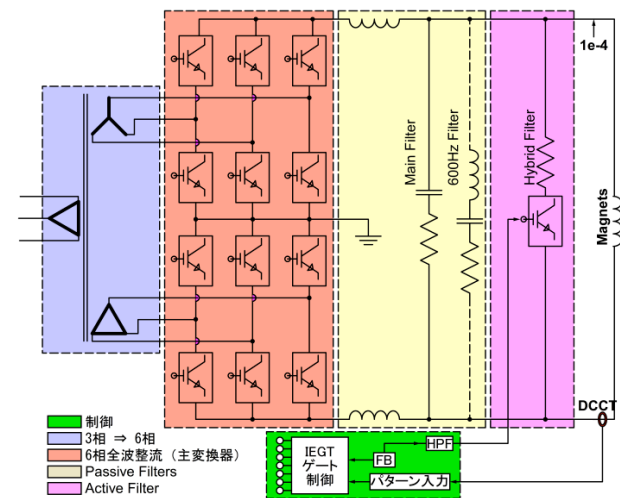 1e-4
Main Filter
600Hz Filter
Hybrid Filter
Magnets
DCCT
制御
3相 ⇒ 6相
6相全波整流（主変換器）
Passive Filters
Active Filter
IEGT
ゲート
制御
FB
HPF
パターン入力